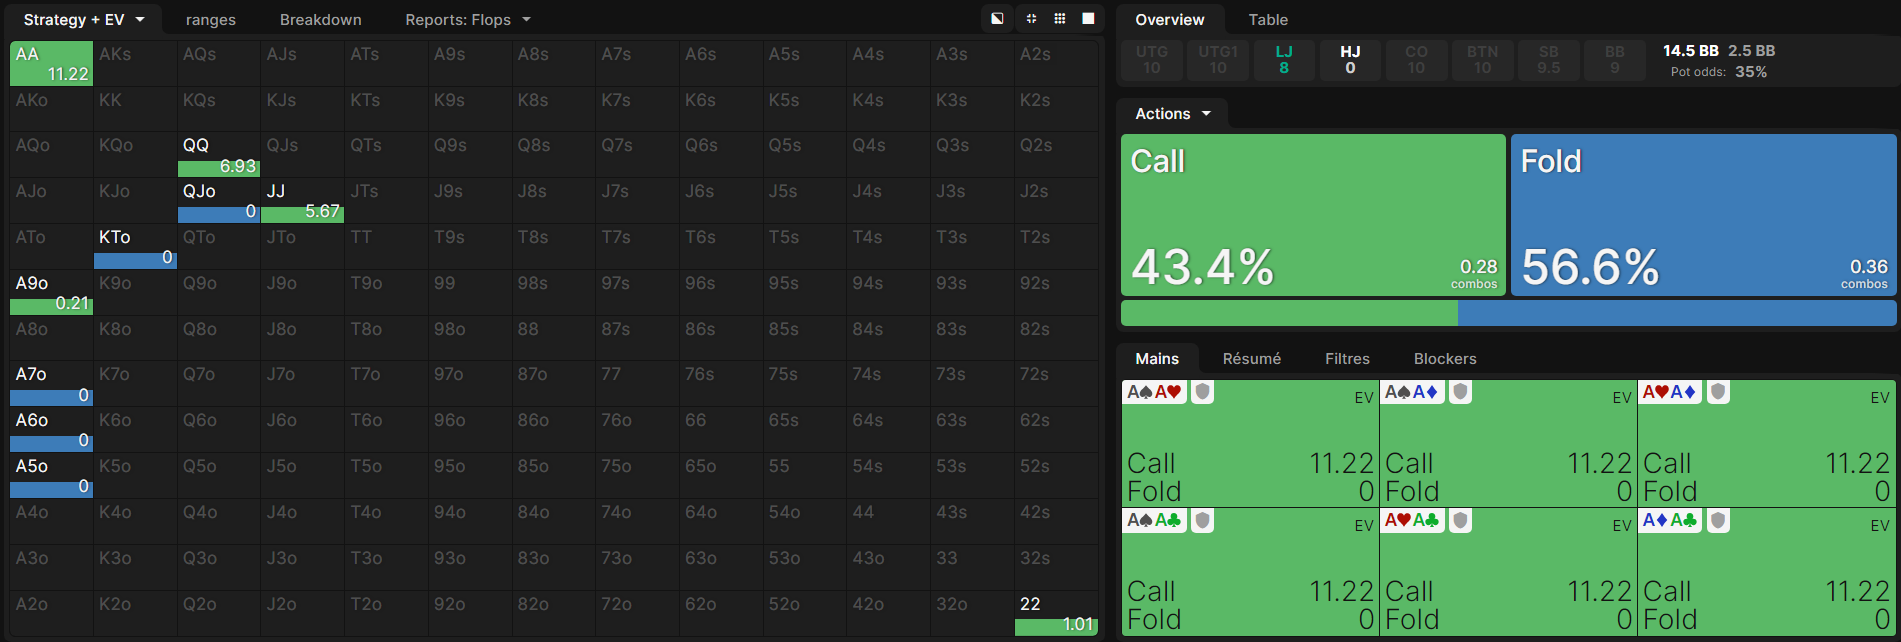 Strategy + EV ranges Breakdown Reports: Flops
AA AKs AQs AJs ATs A9s A8s A7s A6s A5s A4s A3s A2s
11.22
AKo KK KQs KJs KTs K9s K8s K7s K6s K5s K4s K3s K2s
AQo KQo QQ QJs QTs Q9s Q8s Q7s Q6s Q5s Q4s Q3s Q2s
6.93
AJo KJo QJo JJ JTs J9s J8s J7s J6s J5s J4s J3s J2s
0 5.67
ATo KTo QTo JTo TT T9s T8s T7s T6s T5s T4s T3s T2s
0
A9o K9o Q9o J9o T9o 99 98s 97s 96s 95s 94s 93s 92s
0.21
A8o K8o Q8o J8o T8o 98o 88 87s 86s 85s 84s 83s 82s
A7o K7o Q7o J7o T7o 97o 87o 77 76s 75s 74s 73s 72s
0
A6o K6o Q6o J6o T6o 96o 86o 76o 66 65s 64s 63s 62s
0
A5o K5o Q5o J5o T5o 95o 85o 75o 65o 55 54s 53s 52s
0
A4o K4o Q4o J4o T4o 94o 84o 74o 64o 54o 44 43s 42s
A3o K3o Q3o J3o T3o 93o 83o 73o 63o 53o 43o 33 32s
A2o K2o Q2o J2o T2o 92o 82o 72o 62o 52o 42o 32o 22
1.01
Overview Table
UTG UTG1 LJ HJ CO BTN SB BB
10 10 8 0 10 10 9.5 9
14.5 BB 2.5 BB
Pot odds: 35%
Actions
Call
43.4%
0.28
combos
Fold
56.6%
0.36
combos
Mains Résumé Filtres Blockers
A♠A♥ EV A♠A♦ EV A♥A♦ EV
Call 11.22 Call 11.22 Call 11.22
Fold 0 Fold 0 Fold 0
A♠A♣ EV A♥A♣ EV A♦A♣ EV
Call 11.22 Call 11.22 Call 11.22
Fold 0 Fold 0 Fold 0